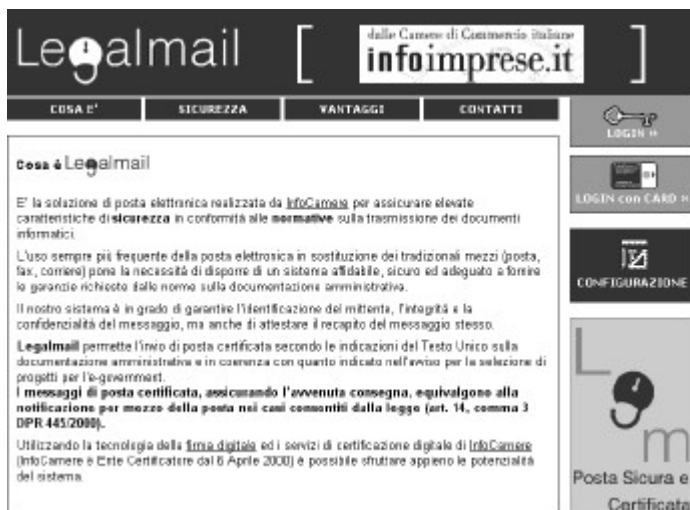 Legalmail
[ dalle Camere di Commercio italiane ]
infoimprese.it
COSA E'
SICUREZZA
VANTAGGI
CONTATTI
LOGIN »
Cosa è Legalmail
E' la soluzione di posta elettronica realizzata da InfoCamere per assicurare elevate
caratteristiche di sicurezza in conformità alle normative sulla trasmissione dei documenti
informatici.
L'uso sempre più frequente della posta elettronica in sostituzione dei tradizionali mezzi (posta,
fax, corriere) pone la necessità di disporre di un sistema affidabile, sicuro ed adeguato a fornire
le garanzie richieste dalle norme sulla documentazione amministrativa.
Il nostro sistema è in grado di garantire l'identificazione del mittente, l'integrità e la
confidenzialità del messaggio, ma anche di attestare il recapito del messaggio stesso.
Legalmail permette l'invio di posta certificata secondo le indicazioni del Testo Unico sulla
documentazione amministrativa e in coerenza con quanto indicato nell'avviso per la selezione di
progetti per l'e-government.
I messaggi di posta certificata, assicurando l'avvenuta consegna, equivalgono alla
notificazione per mezzo della posta nei casi consentiti dalla legge (art. 14, comma 3
DPR 445/2000).
Utilizzando la tecnologia della firma digitale ed i servizi di certificazione digitale di InfoCamere
(InfoCamere è Ente Certificatore dal 6 Aprile 2000) è possibile sfruttare appieno le potenzialità
del sistema.
LOGIN con CARD »
CONFIGURAZIONE
L
m
Posta Sicura e
Certificata